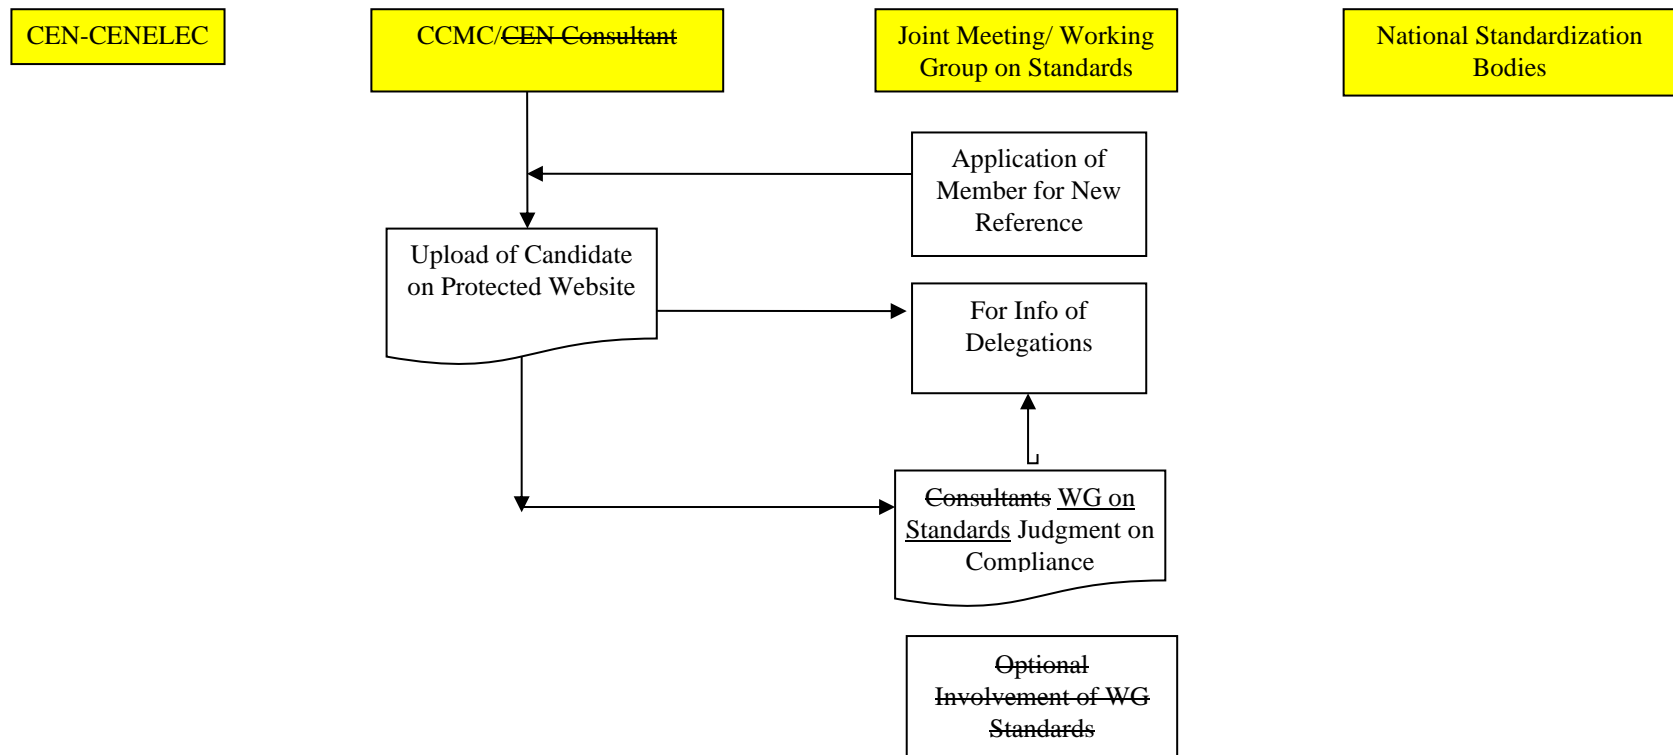 CEN-CENELEC
CCMC/CEN Consultant
Joint Meeting/ Working
Group on Standards
National Standardization
Bodies
Application of
Member for New
Reference
Upload of Candidate
on Protected Website
For Info of
Delegations
Consultants WG on
Standards Judgment on
Compliance
Optional
Involvement of WG
Standards